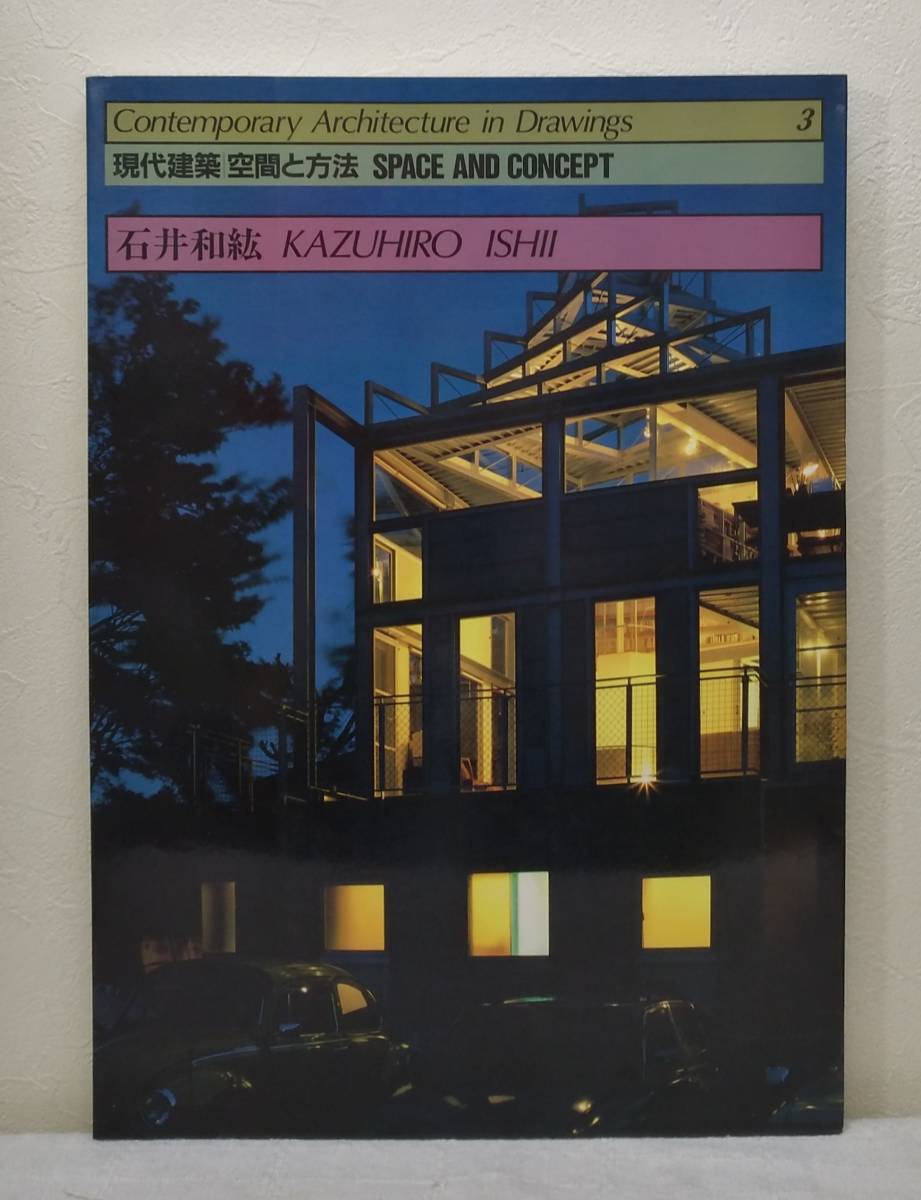 Contemporary Architecture in Drawings 3
現代建築|空間と方法 SPACE AND CONCEPT
石井和紘 KAZUHIRO ISHII